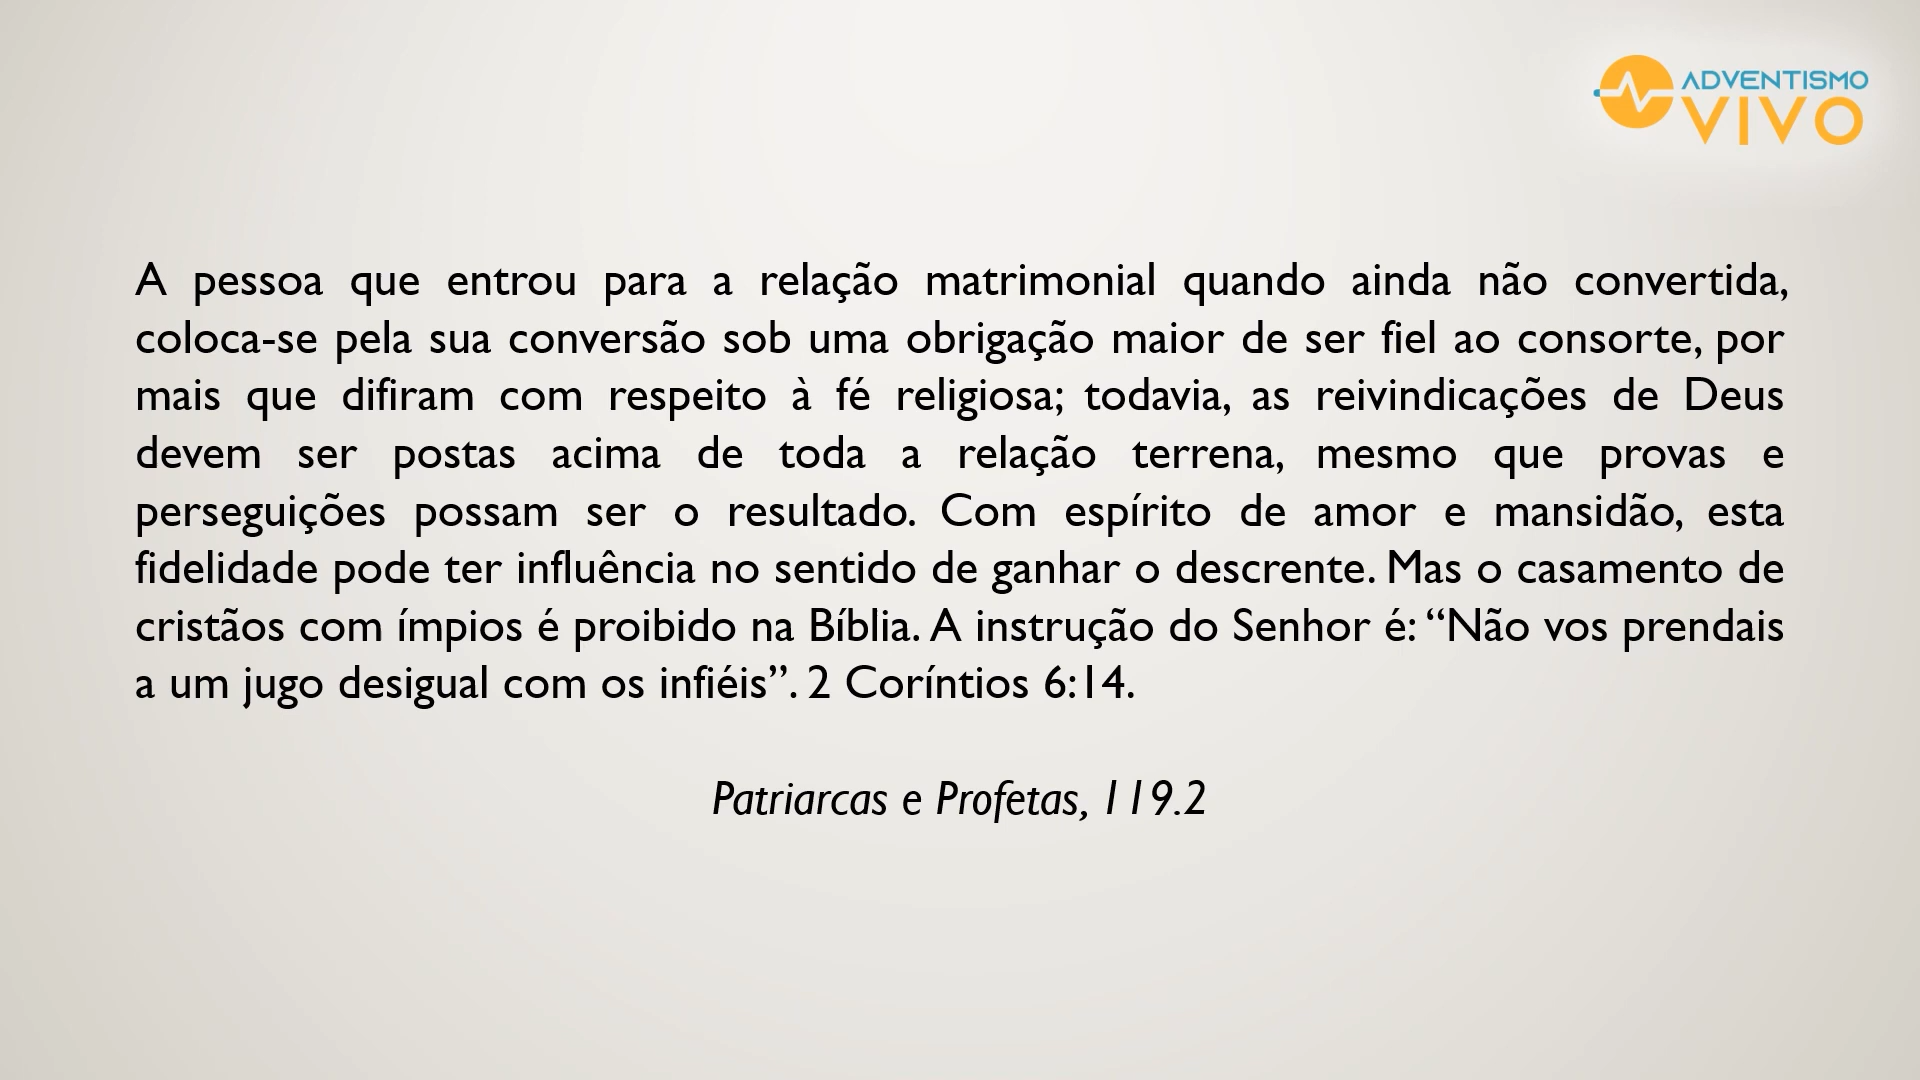 ADVENTISMO
VIVO
A pessoa que entrou para a relação matrimonial quando ainda não convertida,
coloca-se pela sua conversão sob uma obrigação maior de ser fiel ao consorte, por
mais que difiram com respeito à fé religiosa; todavia, as reivindicações de Deus
devem ser postas acima de toda a relação terrena, mesmo que provas e
perseguições possam ser o resultado. Com espírito de amor e mansidão, esta
fidelidade pode ter influência no sentido de ganhar o descrente. Mas o casamento de
cristãos com ímpios é proibido na Bíblia. A instrução do Senhor é: “Não vos prendais
a um jugo desigual com os infiéis”. 2 Coríntios 6:14.
Patriarcas e Profetas, 119.2